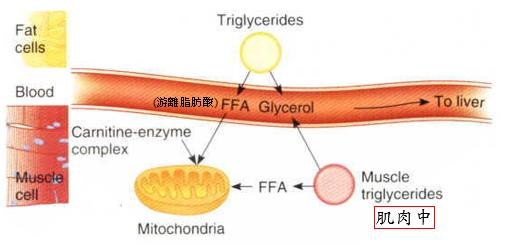 Triglycerides
Fat
cells
Blood
(游離脂肪酸) FFA Glycerol
To liver
Carnitine-enzyme
complex
Muscle
cell
FFA
Muscle
triglycerides
肌肉中
Mitochondria